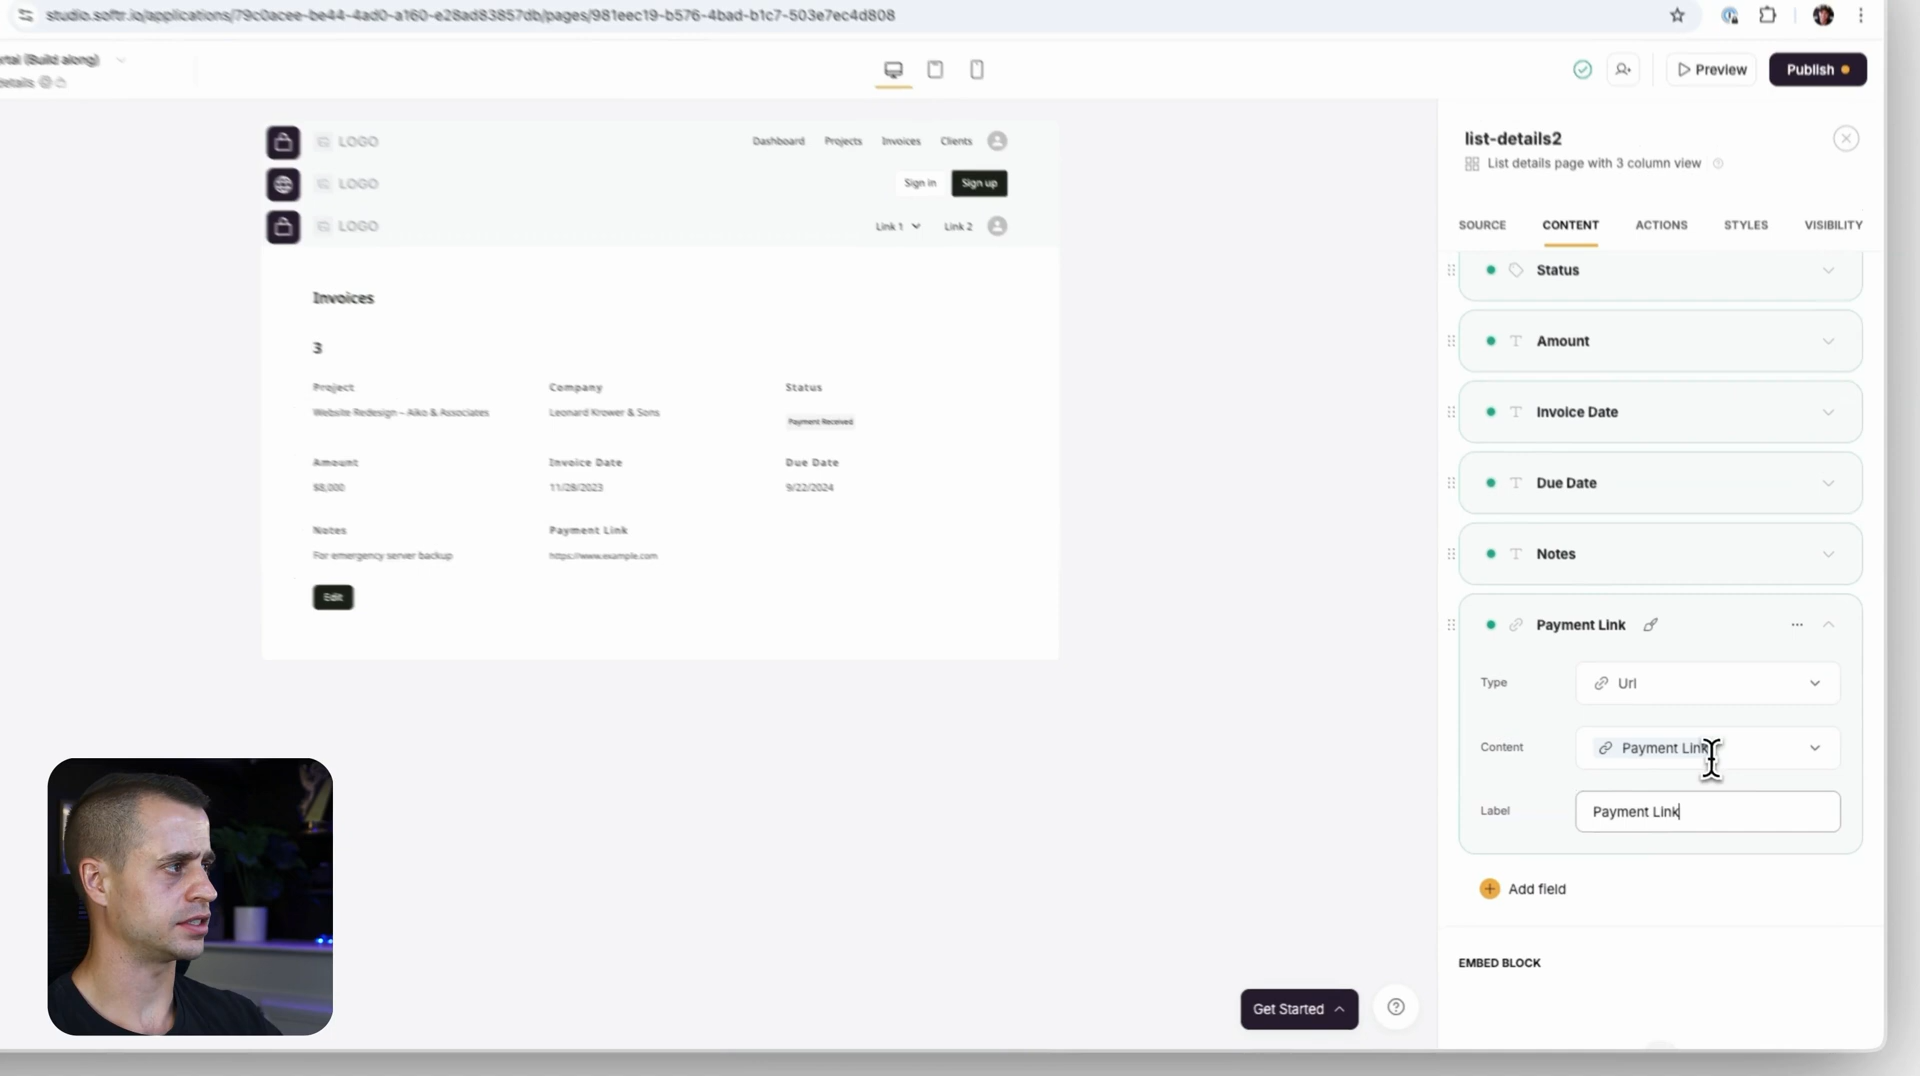 studio.softr.io/applications/79c0acee-be44-4ad0-a160-e28ad83857db/pages/981eec19-b576-4bad-b1c7-503e7ec4d808
rtal (Build along)
details
Preview
Publish
LOGO
Dashboard
Projects
Invoices
Clients
LOGO
Sign in
Sign up
LOGO
Link 1
Link 2
Invoices
3
Project
Company
Status
Website Redesign – Aiko & Associates
Leonard Krower & Sons
Payment Received
Amount
Invoice Date
Due Date
$8,000
11/28/2023
9/22/2024
Notes
Payment Link
For emergency server backup
https://www.example.com
Edit
Get Started
list-details2
List details page with 3 column view
SOURCE
CONTENT
ACTIONS
STYLES
VISIBILITY
Status
Amount
Invoice Date
Due Date
Notes
Payment Link
Type
Url
Content
Payment Link
Label
Payment Link
Add field
EMBED BLOCK